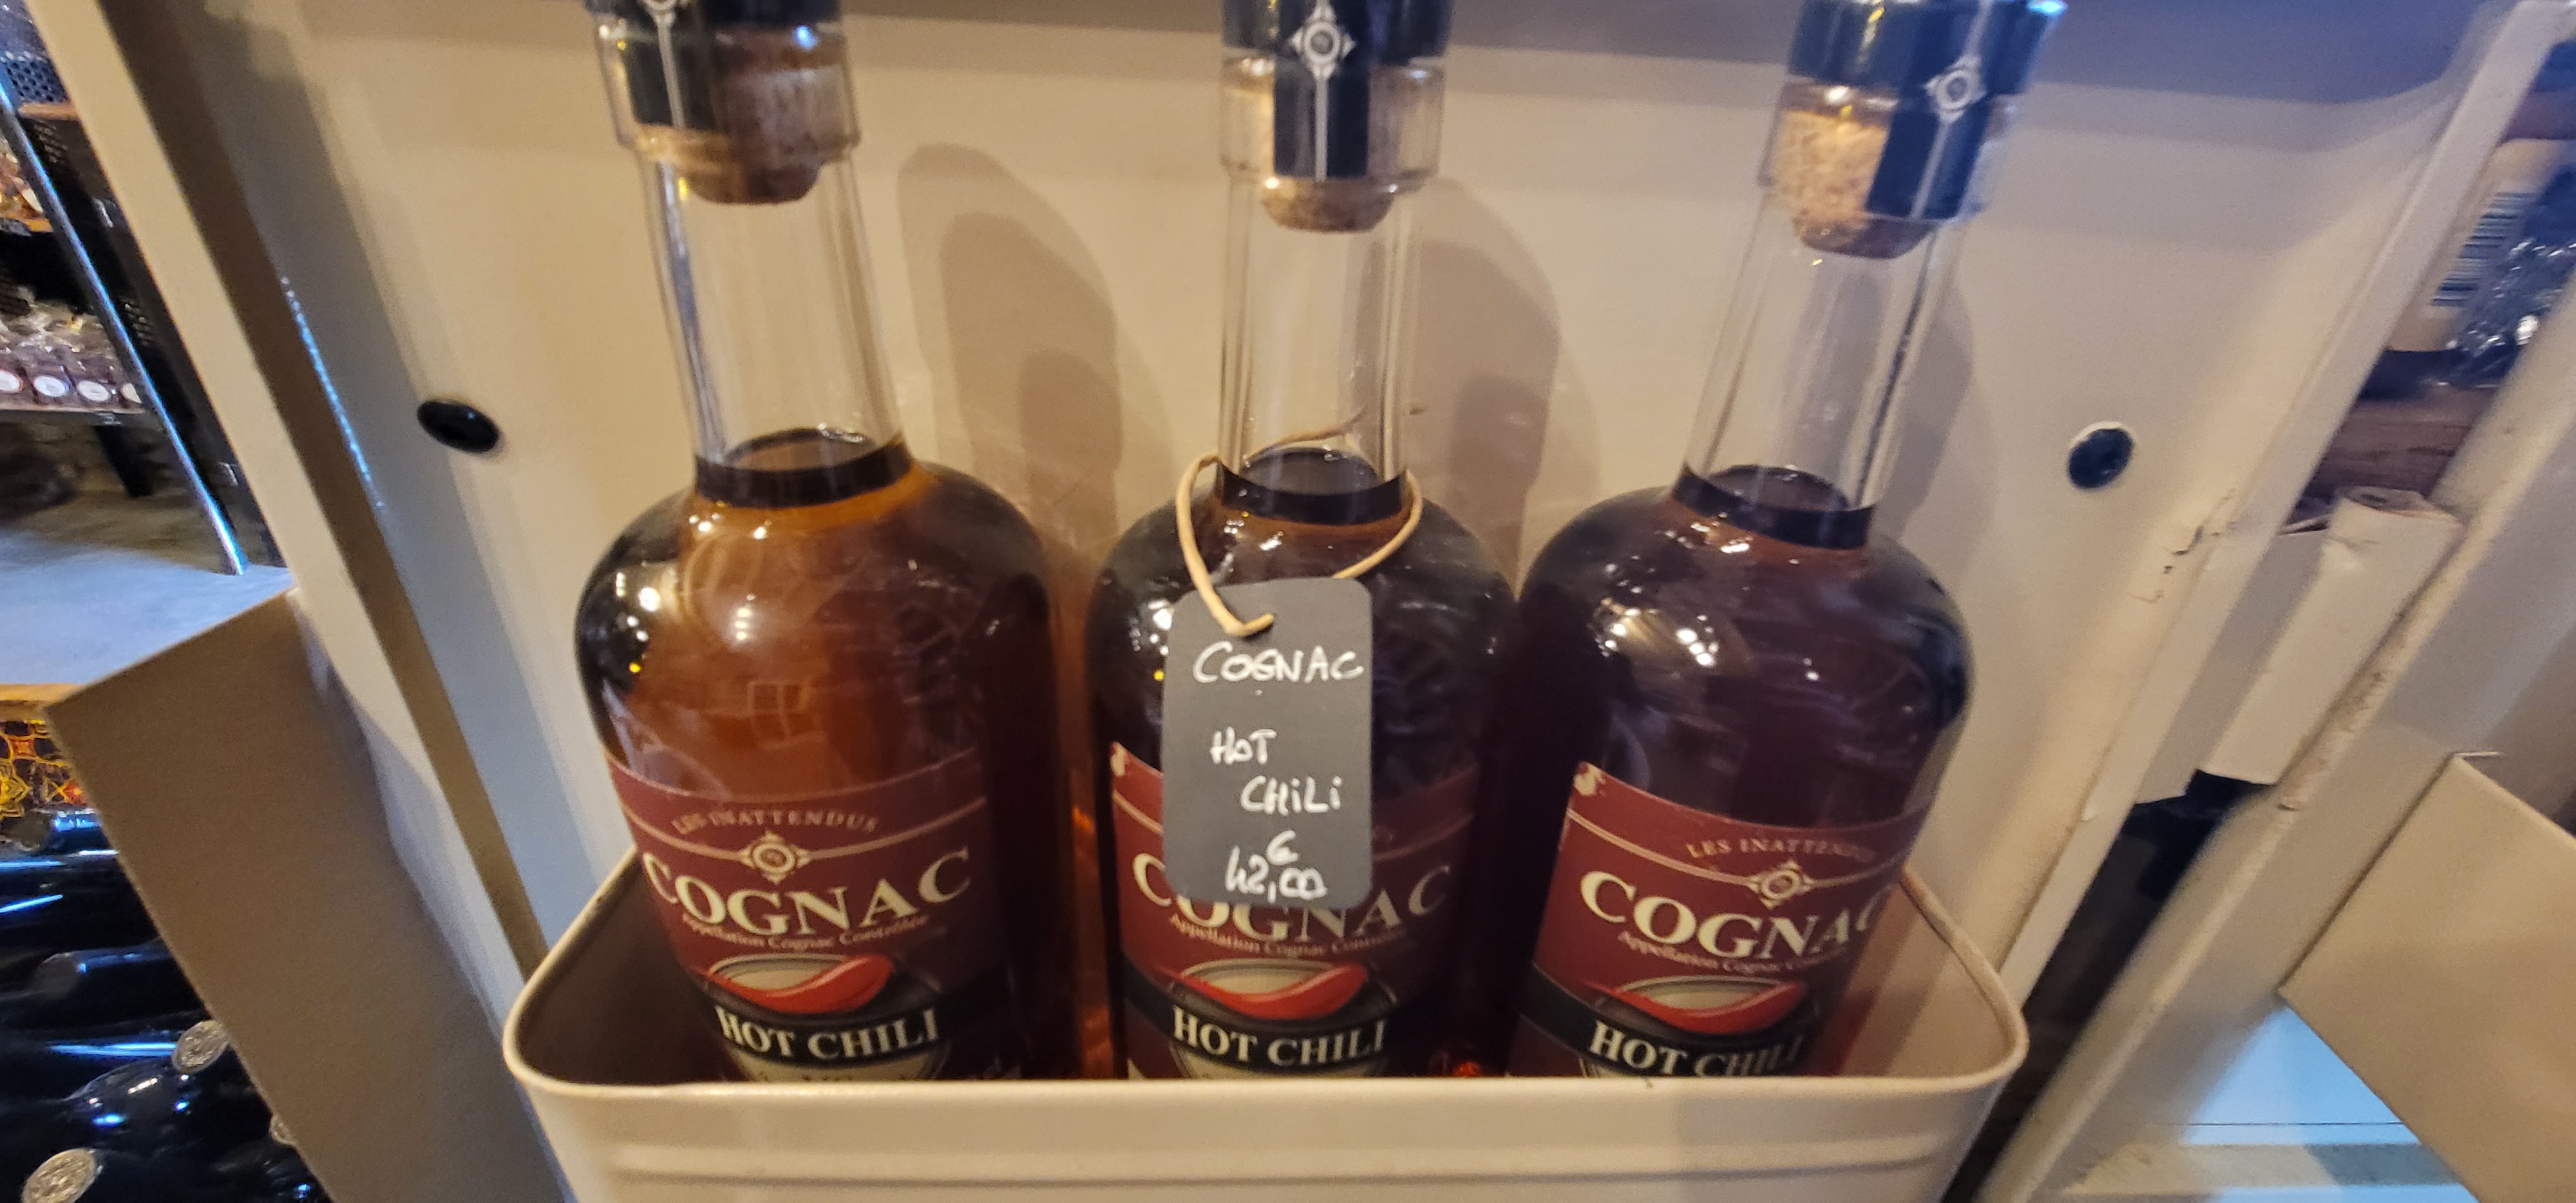 LES INATTENDUS
COGNAC
Appellation Cognac Contrôlée
HOT CHILI
COGNAC
HOT
CHiLi
€
42,00
COGNAC
Appellation Cognac Contrôlée
HOT CHILI
LES INATTENDUS
COGNAC
Appellation Cognac
HOT CHILI